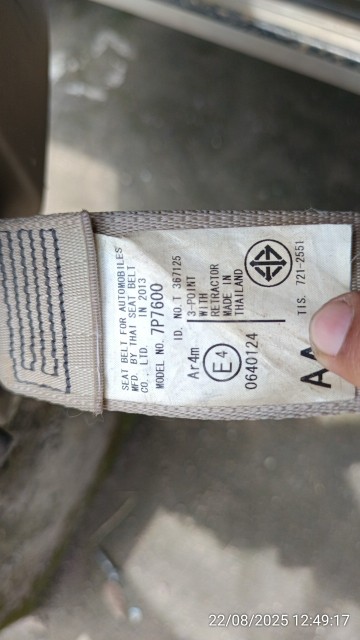 SEAT BELT FOR AUTOMOBILES
MFD. BY THAI SEAT BELT
CO., LTD. IN 2013
MODEL NO. 7P7600
ID. NO. T 367125
Ar4m
3-POINT
WITH
RETRACTOR
MADE IN
THAILAND
E4
0640124
TIS. 721-2551
22/08/2025 12:49:17